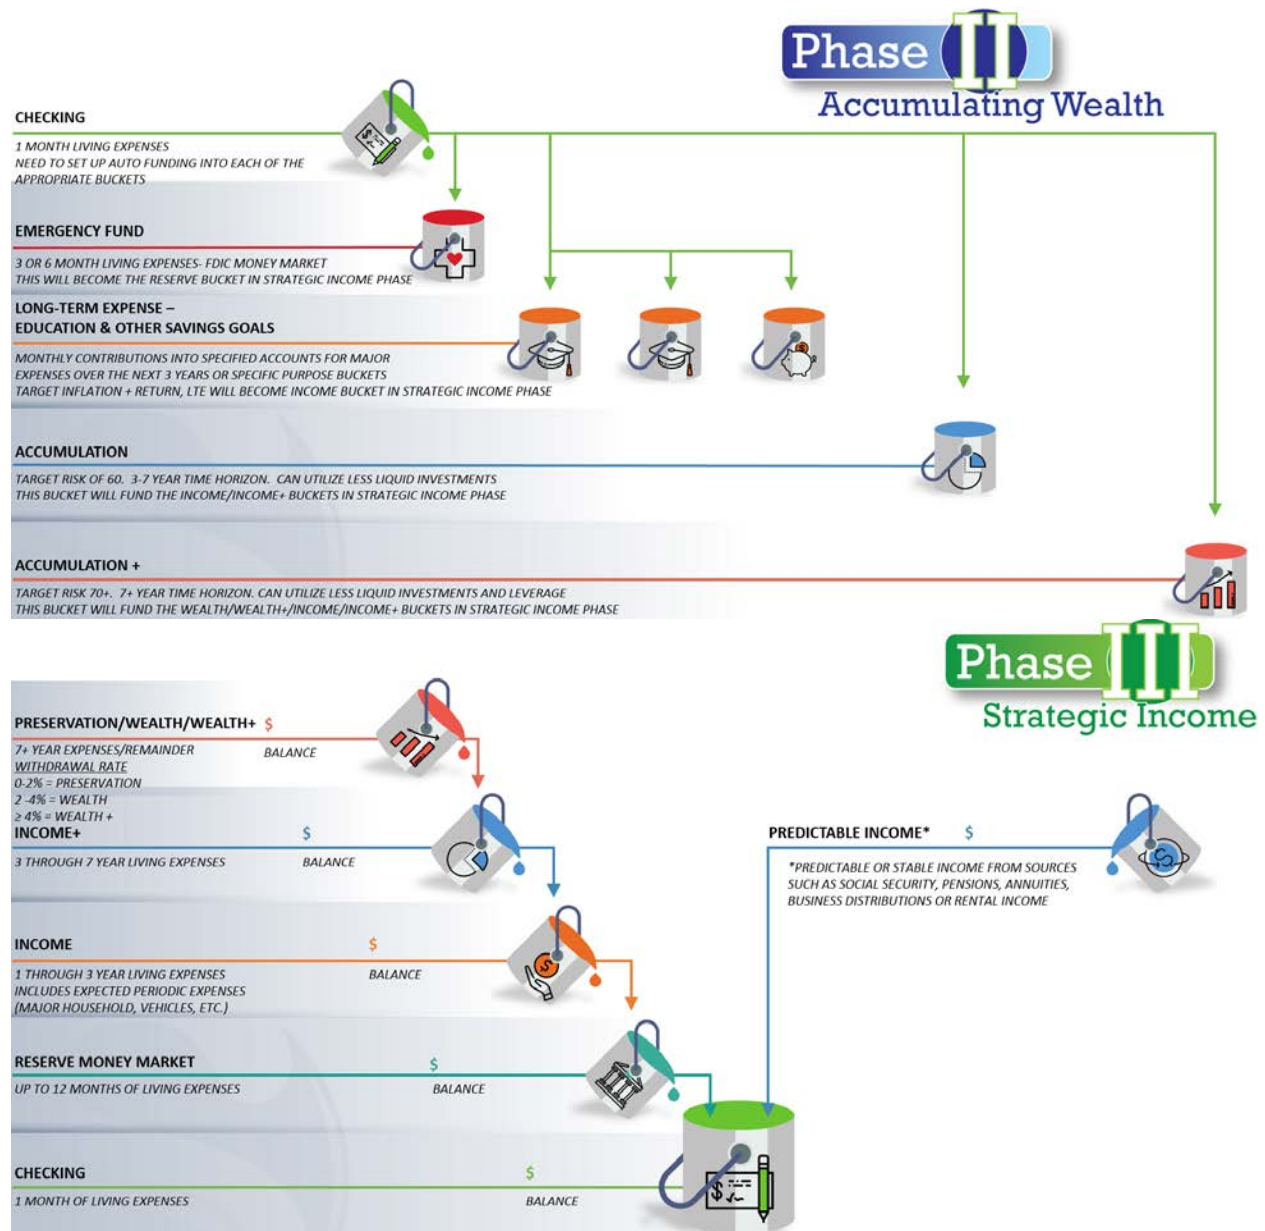 Phase II
Accumulating Wealth
CHECKING
1 MONTH LIVING EXPENSES
NEED TO SET UP AUTO FUNDING INTO EACH OF THE
APPROPRIATE BUCKETS
EMERGENCY FUND
3 OR 6 MONTH LIVING EXPENSES- FDIC MONEY MARKET
THIS WILL BECOME THE RESERVE BUCKET IN STRATEGIC INCOME PHASE
LONG-TERM EXPENSE –
EDUCATION & OTHER SAVINGS GOALS
MONTHLY CONTRIBUTIONS INTO SPECIFIED ACCOUNTS FOR MAJOR
EXPENSES OVER THE NEXT 3 YEARS OR SPECIFIC PURPOSE BUCKETS
TARGET INFLATION + RETURN, LTE WILL BECOME INCOME BUCKET IN STRATEGIC INCOME PHASE
ACCUMULATION
TARGET RISK OF 60. 3-7 YEAR TIME HORIZON. CAN UTILIZE LESS LIQUID INVESTMENTS
THIS BUCKET WILL FUND THE INCOME/INCOME+ BUCKETS IN STRATEGIC INCOME PHASE
ACCUMULATION +
TARGET RISK 70+. 7+ YEAR TIME HORIZON. CAN UTILIZE LESS LIQUID INVESTMENTS AND LEVERAGE
THIS BUCKET WILL FUND THE WEALTH/WEALTH+/INCOME/INCOME+ BUCKETS IN STRATEGIC INCOME PHASE
Phase III
Strategic Income
PRESERVATION/WEALTH/WEALTH+ $
7+ YEAR EXPENSES/REMAINDER
BALANCE
WITHDRAWAL RATE
0-2% = PRESERVATION
2 -4% = WEALTH
≥ 4% = WEALTH +
INCOME+ $
3 THROUGH 7 YEAR LIVING EXPENSES
BALANCE
PREDICTABLE INCOME* $
*PREDICTABLE OR STABLE INCOME FROM SOURCES
SUCH AS SOCIAL SECURITY, PENSIONS, ANNUITIES,
BUSINESS DISTRIBUTIONS OR RENTAL INCOME
INCOME $
1 THROUGH 3 YEAR LIVING EXPENSES
BALANCE
INCLUDES EXPECTED PERIODIC EXPENSES
(MAJOR HOUSEHOLD, VEHICLES, ETC.)
RESERVE MONEY MARKET $
UP TO 12 MONTHS OF LIVING EXPENSES
BALANCE
CHECKING $
1 MONTH OF LIVING EXPENSES
BALANCE